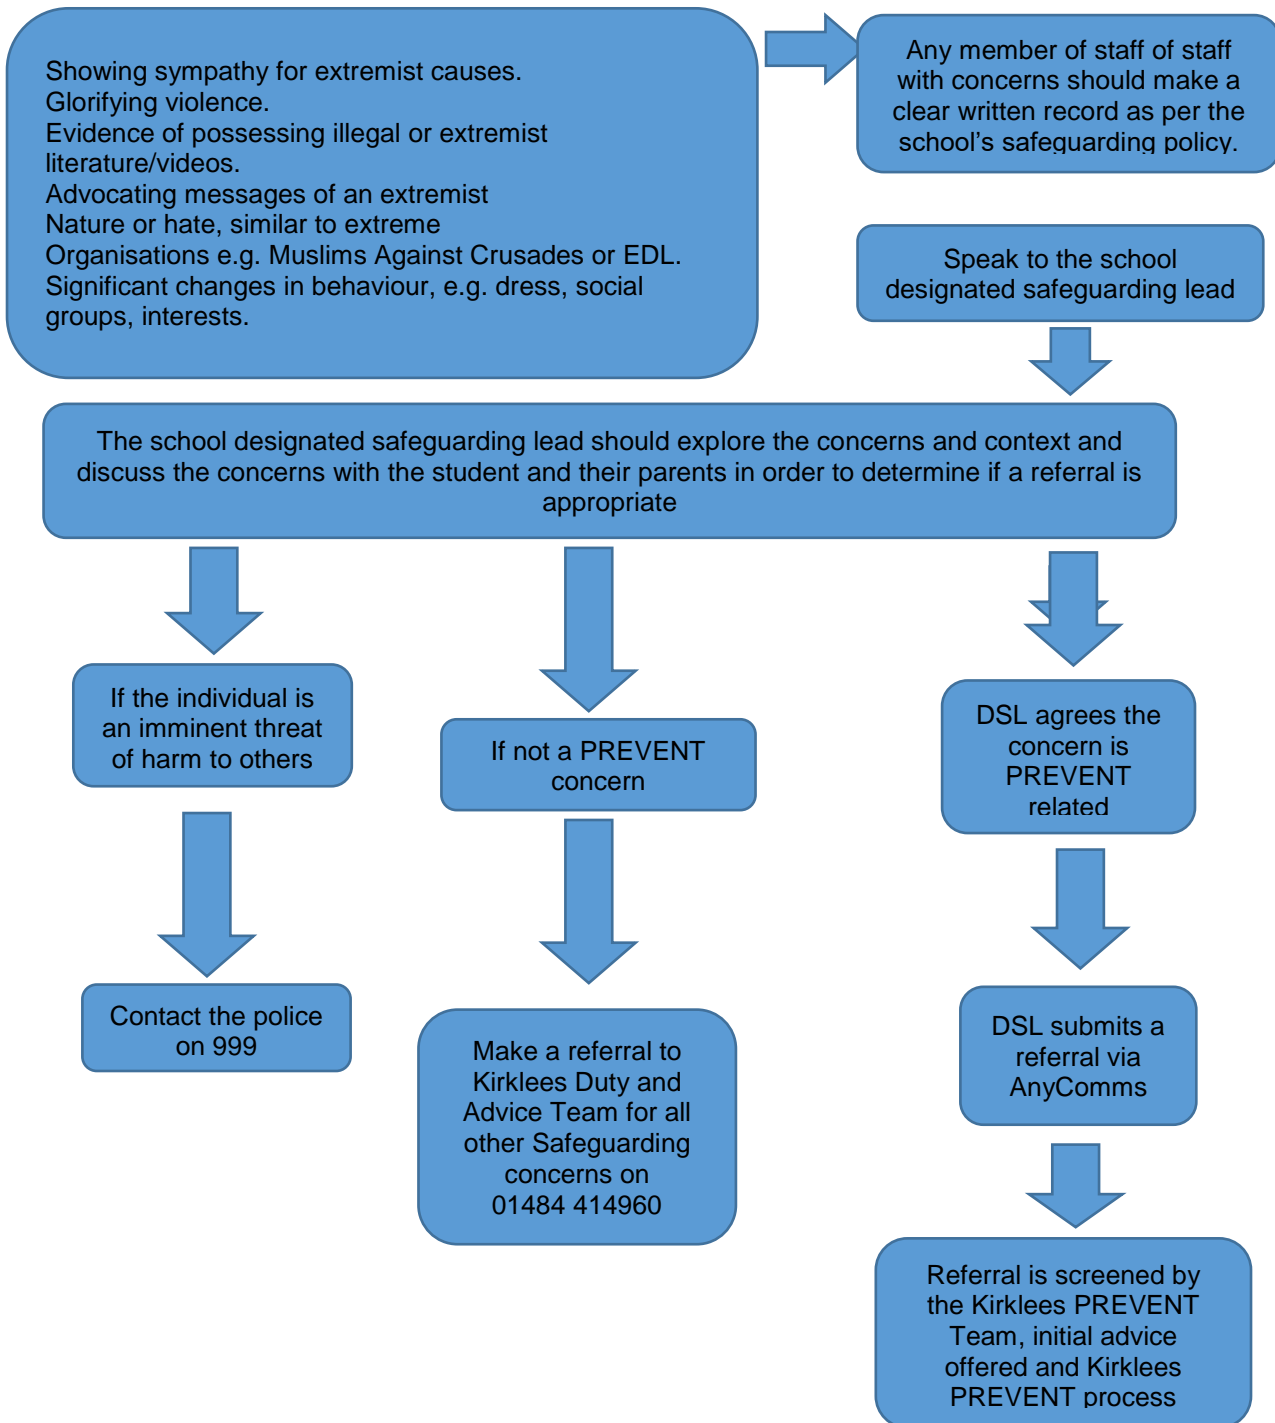 Showing sympathy for extremist causes.
Glorifying violence.
Evidence of possessing illegal or extremist
literature/videos.
Advocating messages of an extremist
Nature or hate, similar to extreme
Organisations e.g. Muslims Against Crusades or EDL.
Significant changes in behaviour, e.g. dress, social
groups, interests.
Any member of staff of staff
with concerns should make a
clear written record as per the
school’s safeguarding policy.
Speak to the school
designated safeguarding lead
The school designated safeguarding lead should explore the concerns and context and
discuss the concerns with the student and their parents in order to determine if a referral is
appropriate
If the individual is
an imminent threat
of harm to others
Contact the police
on 999
If not a PREVENT
concern
Make a referral to
Kirklees Duty and
Advice Team for all
other Safeguarding
concerns on
01484 414960
DSL agrees the
concern is
PREVENT
related
DSL submits a
referral via
AnyComms
Referral is screened by
the Kirklees PREVENT
Team, initial advice
offered and Kirklees
PREVENT process